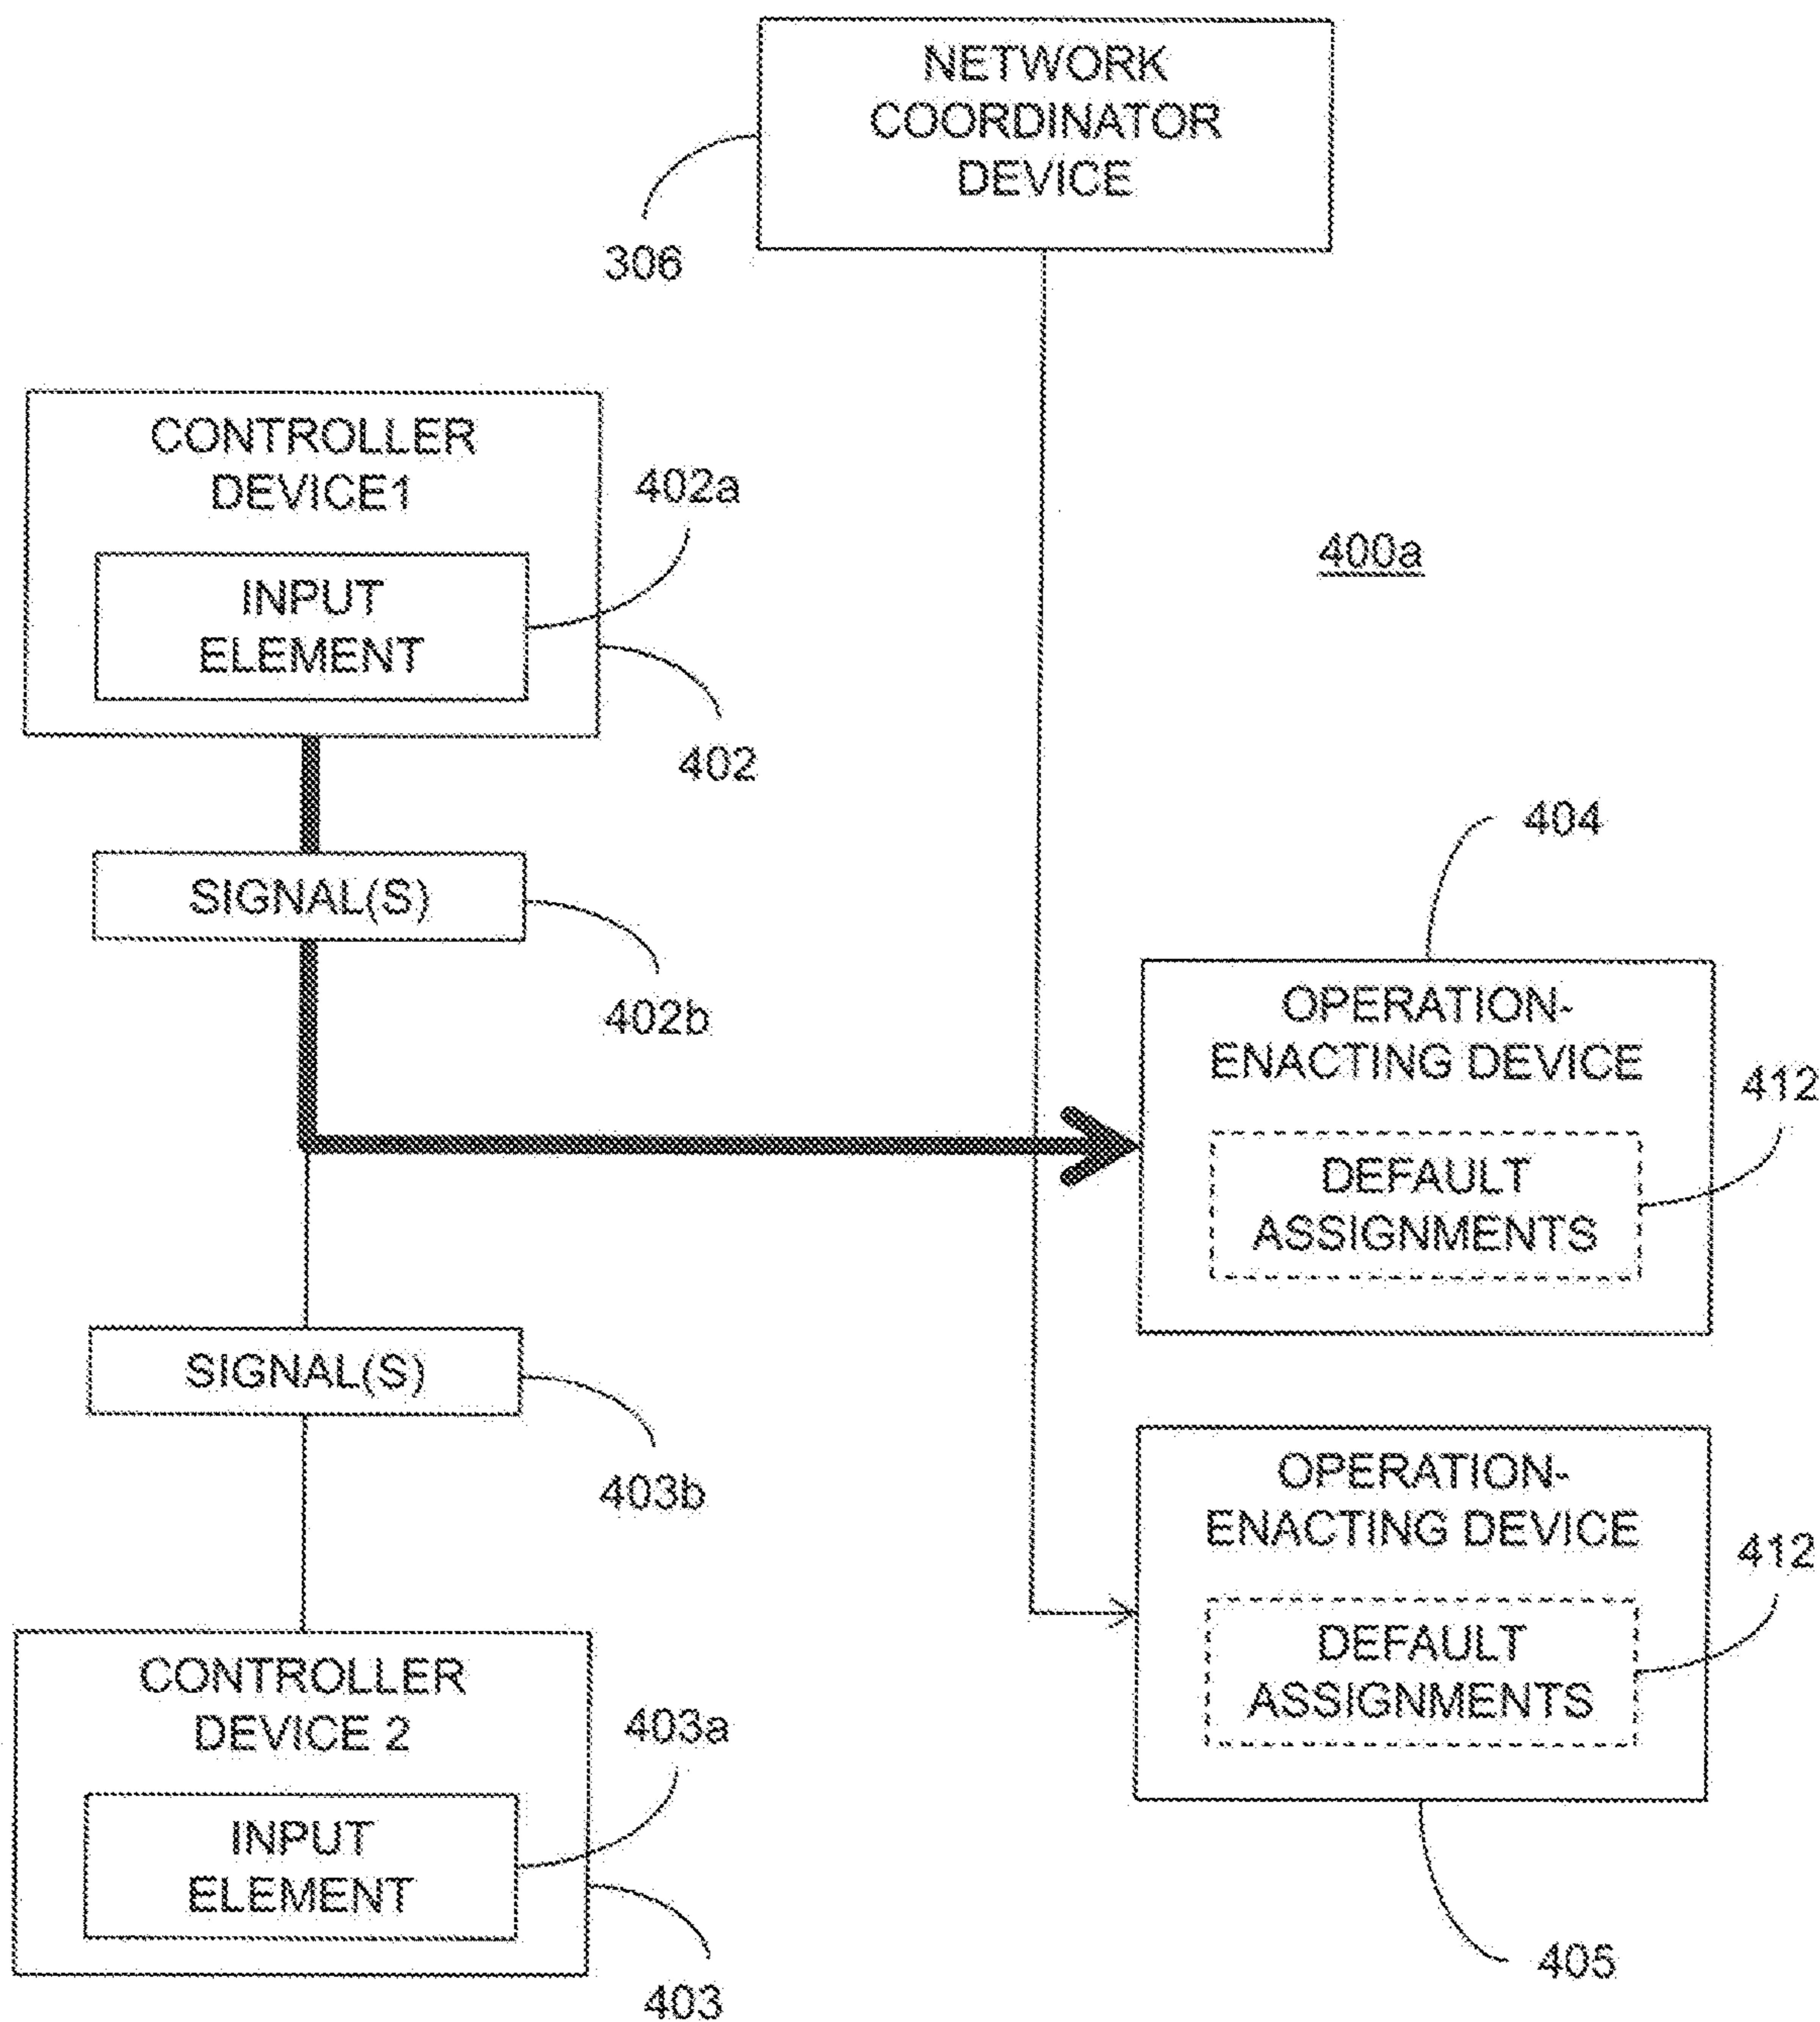 NETWORK
COORDINATOR
DEVICE
306
CONTROLLER
DEVICE1
402a
INPUT
ELEMENT
402
400a
SIGNAL(S)
402b
404
OPERATION-
ENACTING DEVICE
412
DEFAULT
ASSIGNMENTS
SIGNAL(S)
403b
OPERATION-
ENACTING DEVICE
412
DEFAULT
ASSIGNMENTS
405
CONTROLLER
DEVICE 2
403a
INPUT
ELEMENT
403